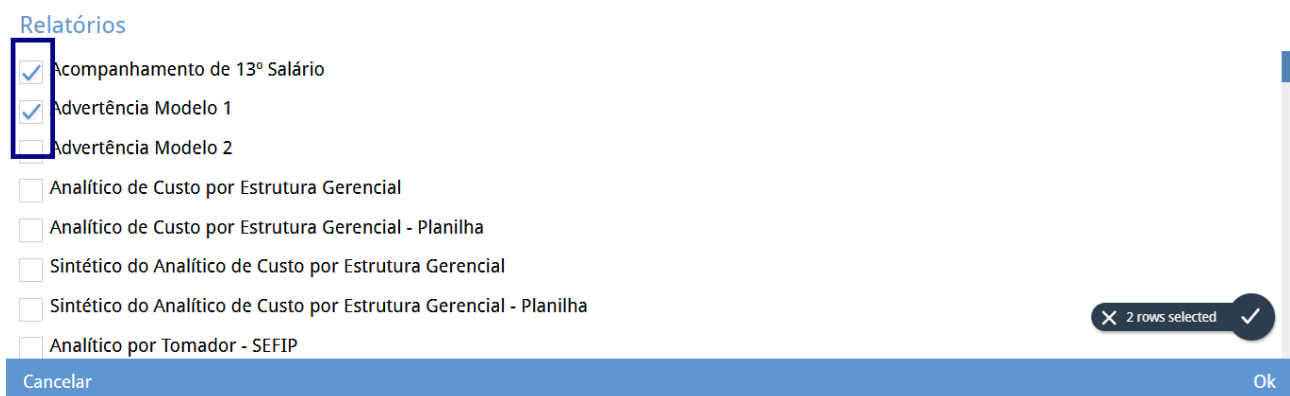 Relatórios
Acompanhamento de 13º Salário
Advertência Modelo 1
Advertência Modelo 2
Analítico de Custo por Estrutura Gerencial
Analítico de Custo por Estrutura Gerencial - Planilha
Sintético do Analítico de Custo por Estrutura Gerencial
Sintético do Analítico de Custo por Estrutura Gerencial - Planilha
2 rows selected
Analítico por Tomador - SEFIP
Cancelar Ok